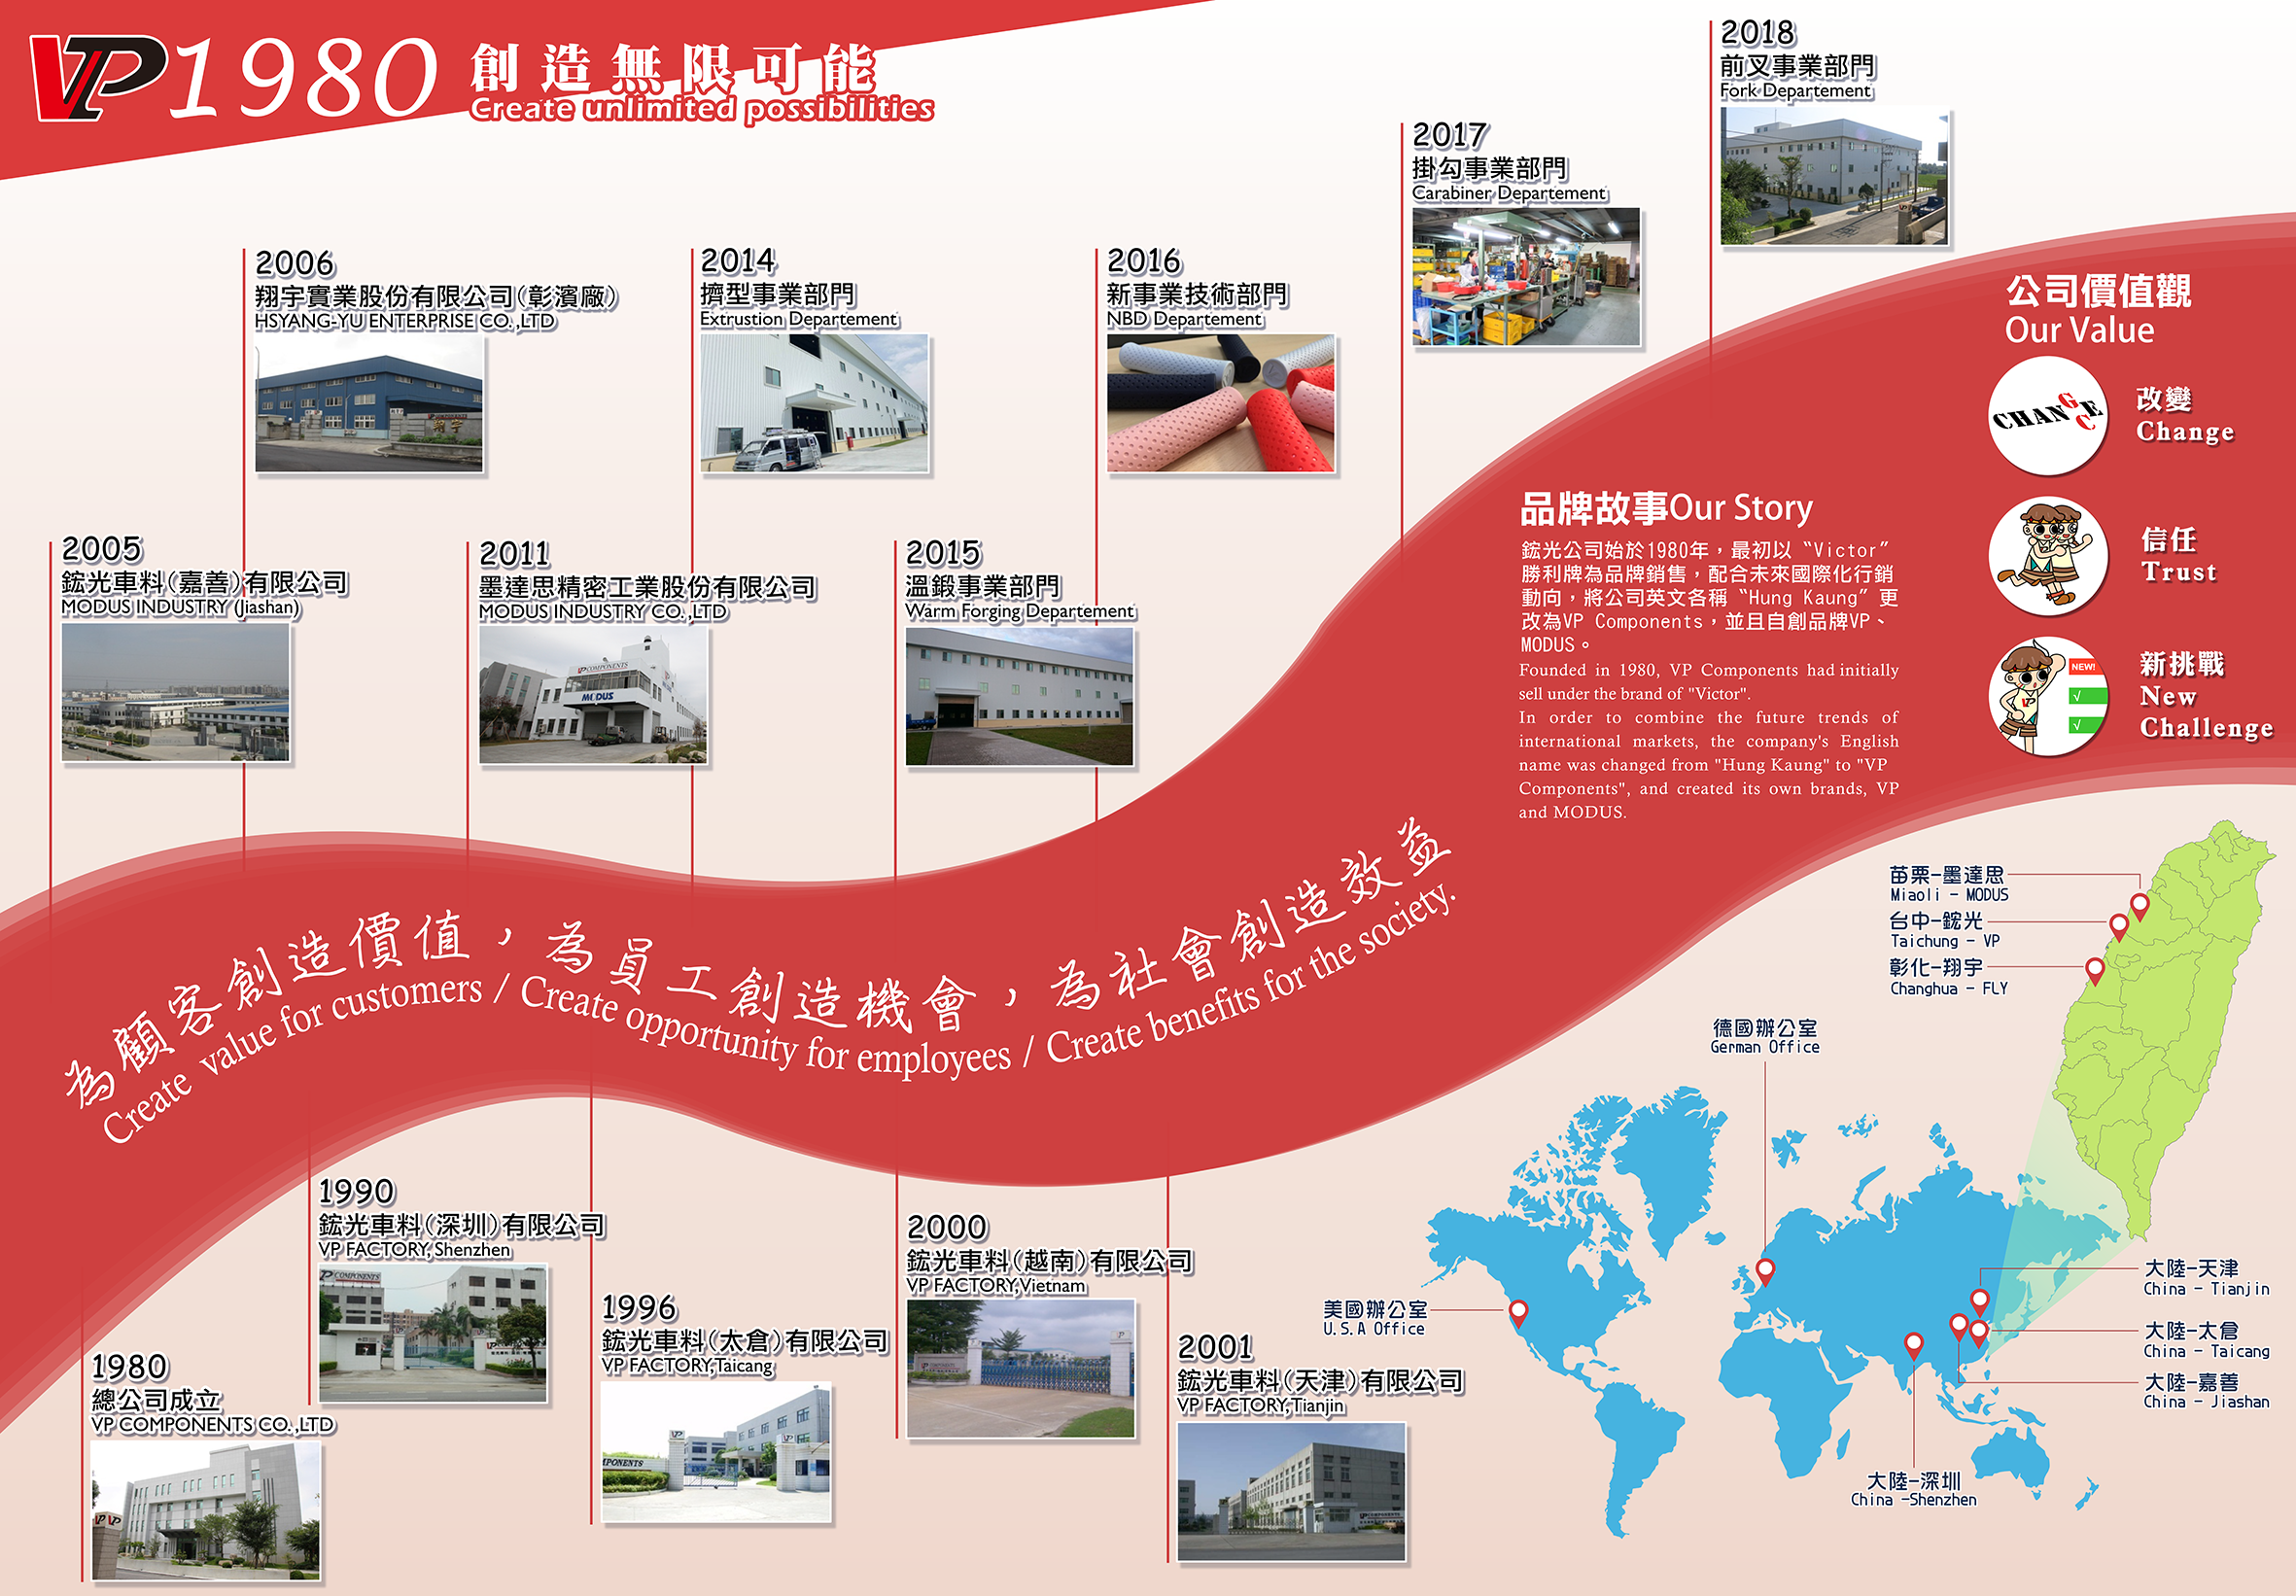 VP 1980 創造無限可能
Create unlimited possibilities
2018
前叉事業部門
Fork Departement
2017
掛勾事業部門
Carabiner Departement
2006
翔宇實業股份有限公司(彰濱廠)
HSYANG-YU ENTERPRISE CO.,LTD
2014
擠型事業部門
Extrustion Departement
2016
新事業技術部門
NBD Departement
2005
鋐光車料(嘉善)有限公司
MODUS INDUSTRY (Jiashan)
2011
墨達思精密工業股份有限公司
MODUS INDUSTRY CO.,LTD
VP COMPONENTS
MODUS
2015
溫鍛事業部門
Warm Forging Departement
公司價值觀
Our Value
CHANGE
C
改變
Change
信任
Trust
NEW!
√
√
VP
新挑戰
New
Challenge
品牌故事Our Story
鋐光公司始於1980年，最初以〝Victor〞
勝利牌為品牌銷售，配合未來國際化行銷
動向，將公司英文各稱〝Hung Kaung〞更
改為VP Components，並且自創品牌VP、
MODUS。
Founded in 1980, VP Components had initially
sell under the brand of "Victor".
In order to combine the future trends of
international markets, the company's English
name was changed from "Hung Kaung" to "VP
Components", and created its own brands, VP
and MODUS.
為顧客創造價值，為員工創造機會，為社會創造效益
Create value for customers / Create opportunity for employees / Create benefits for the society.
1980
總公司成立
VP COMPONENTS CO.,LTD
VP VP
1990
鋐光車料(深圳)有限公司
VP FACTORY, Shenzhen
P COMPONENTS
1996
鋐光車料(太倉)有限公司
VP FACTORY,Taicang
VP
VP
MPONENTS
2000
鋐光車料(越南)有限公司
VP FACTORY,Vietnam
2001
鋐光車料(天津)有限公司
VP FACTORY,Tianjin
苗栗-墨達思
Miaoli - MODUS
台中-鋐光
Taichung - VP
彰化-翔宇
Changhua - FLY
德國辦公室
German Office
美國辦公室
U.S.A Office
大陸-天津
China - Tianjin
大陸-太倉
China - Taicang
大陸-嘉善
China - Jiashan
大陸-深圳
China -Shenzhen